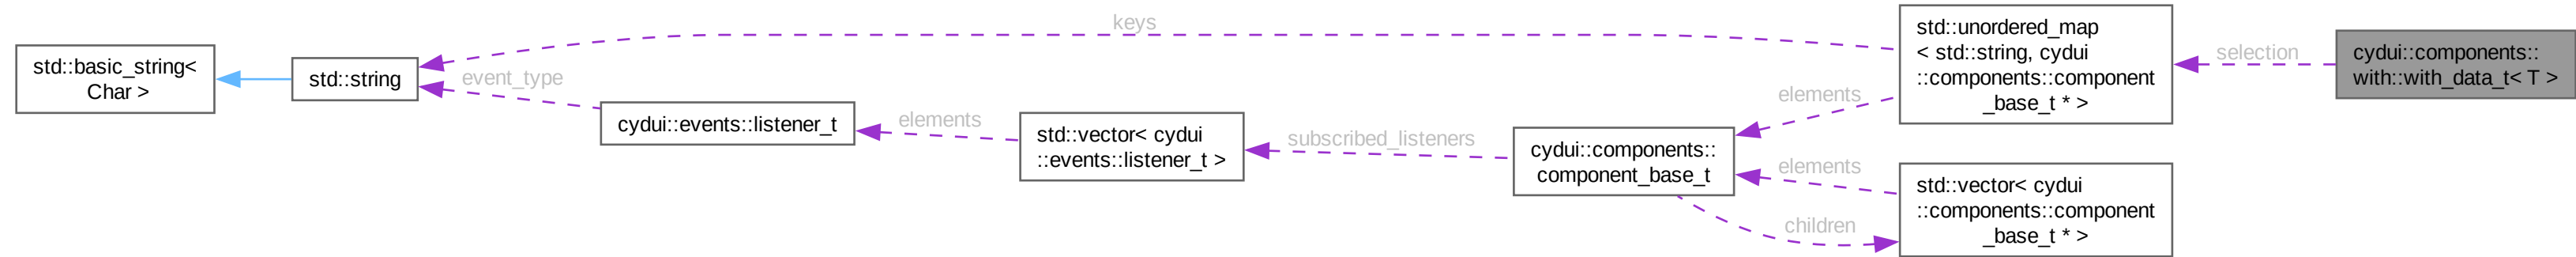 std::basic_string<
Char >
std::string
keys
event_type
cydui::events::listener_t
elements
std::vector< cydui
::events::listener_t >
subscribed_listeners
cydui::components::
component_base_t
elements
elements
children
std::unordered_map
< std::string, cydui
::components::component
_base_t * >
std::vector< cydui
::components::component
_base_t * >
selection
cydui::components::
with::with_data_t< T >